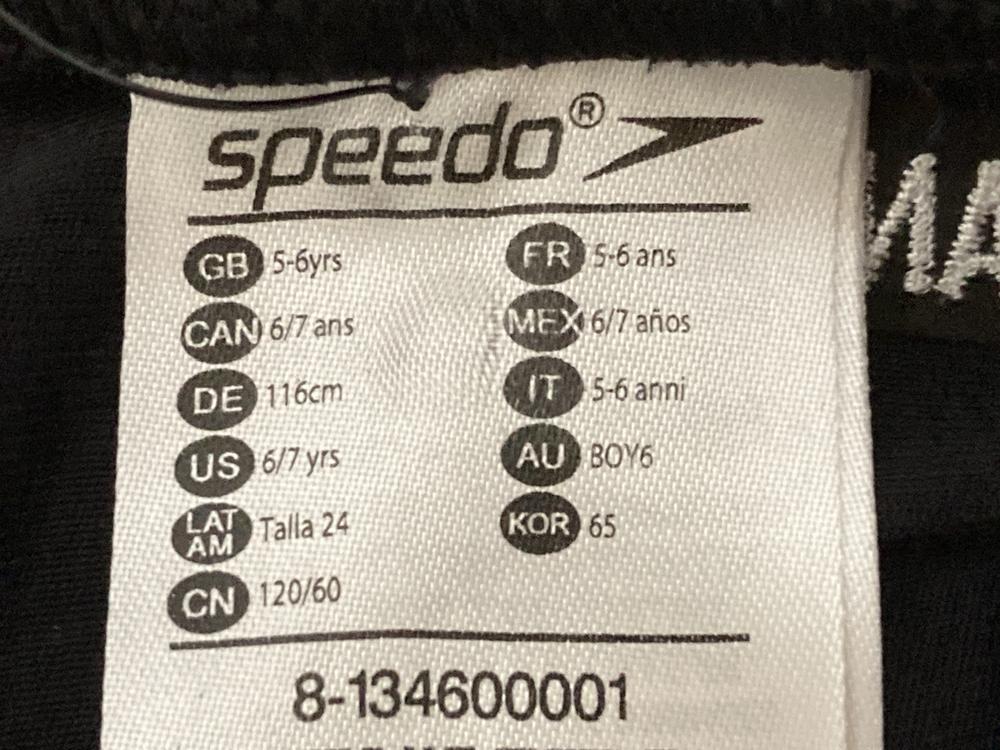 speedo®
GB 5-6yrs
CAN 6/7 ans
DE 116cm
US 6/7 yrs
LAT AM Talla 24
CN 120/60
FR 5-6 ans
MEX 6/7 años
IT 5-6 anni
AU BOY6
KOR 65
8-134600001